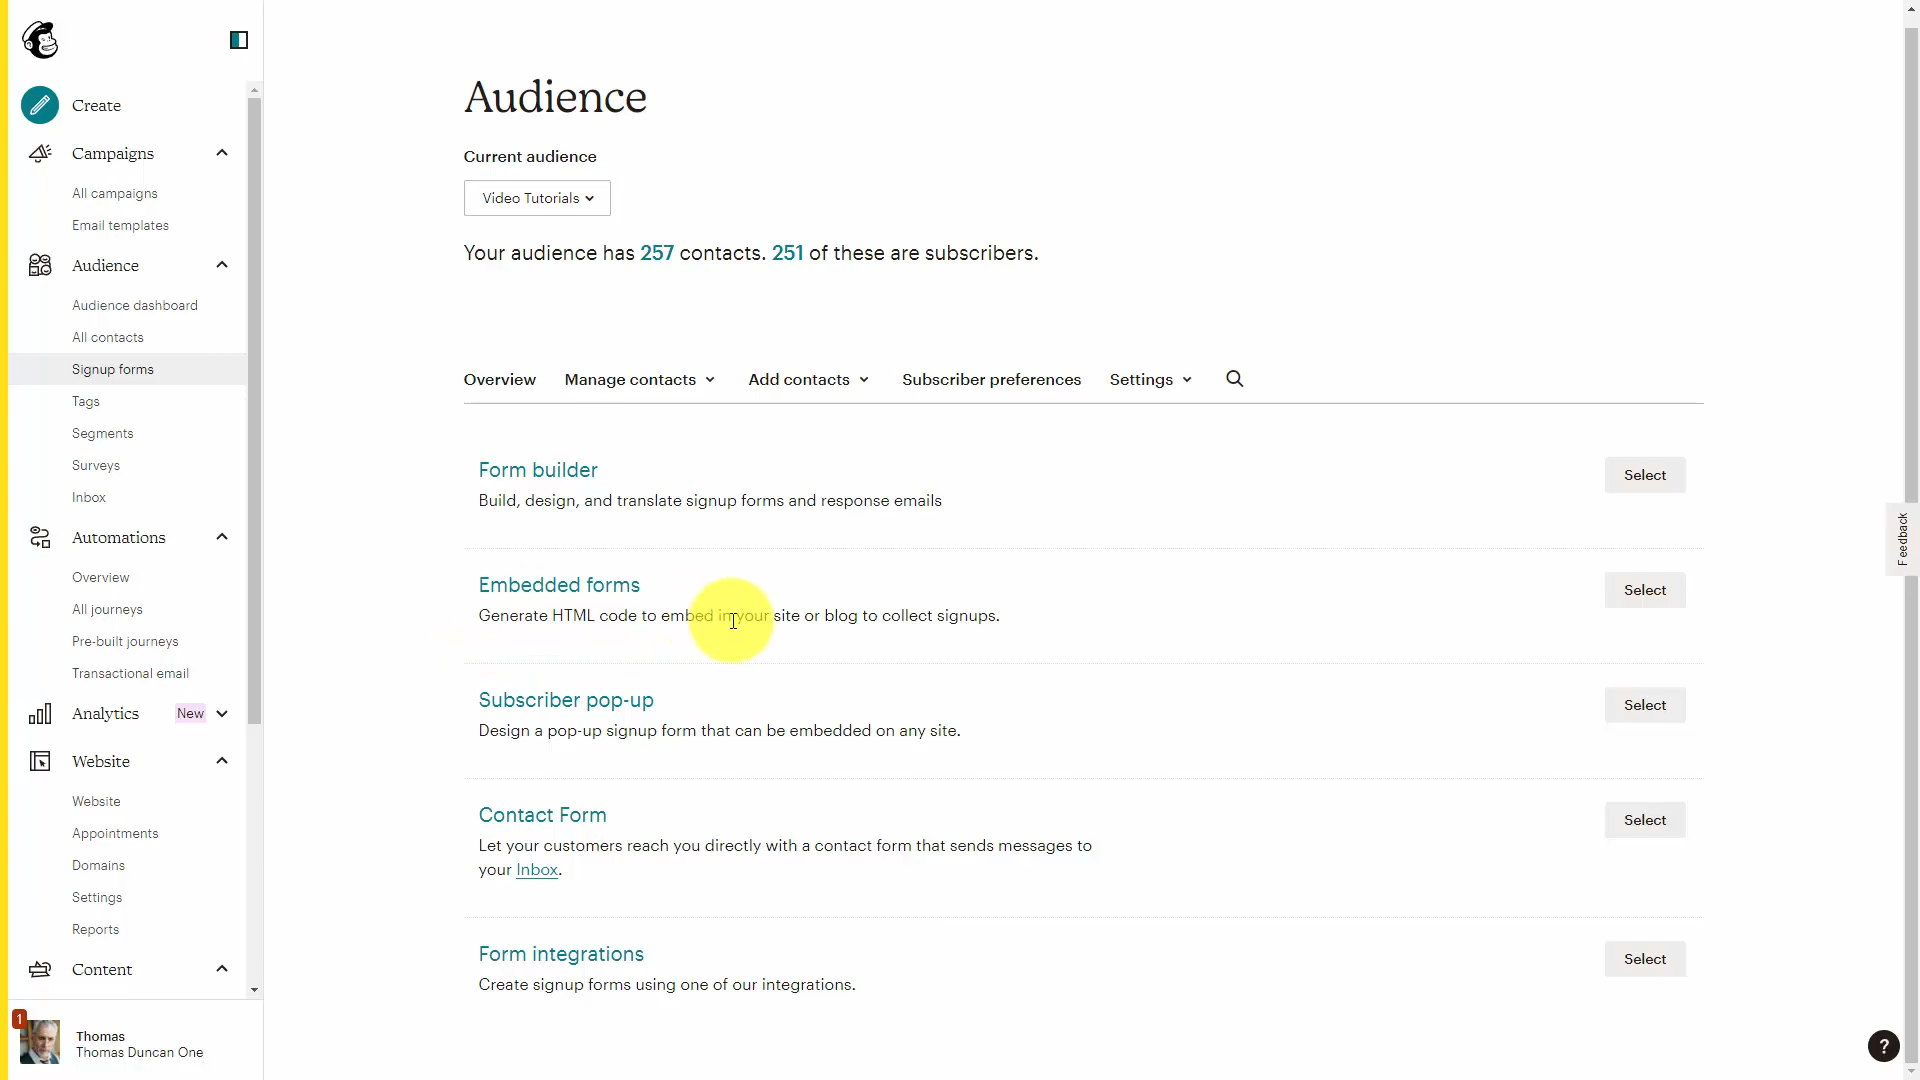 Create
Campaigns
All campaigns
Email templates
Audience
Audience dashboard
All contacts
Signup forms
Tags
Segments
Surveys
Inbox
Automations
Overview
All journeys
Pre-built journeys
Transactional email
Analytics New
Website
Website
Appointments
Domains
Settings
Reports
Content
1
Thomas
Thomas Duncan One
Audience
Current audience
Video Tutorials
Your audience has 257 contacts. 251 of these are subscribers.
Overview Manage contacts Add contacts Subscriber preferences Settings
Form builder
Build, design, and translate signup forms and response emails
Select
Embedded forms
Generate HTML code to embed in your site or blog to collect signups.
Select
Subscriber pop-up
Design a pop-up signup form that can be embedded on any site.
Select
Contact Form
Let your customers reach you directly with a contact form that sends messages to
your Inbox.
Select
Form integrations
Create signup forms using one of our integrations.
Select
Feedback
?